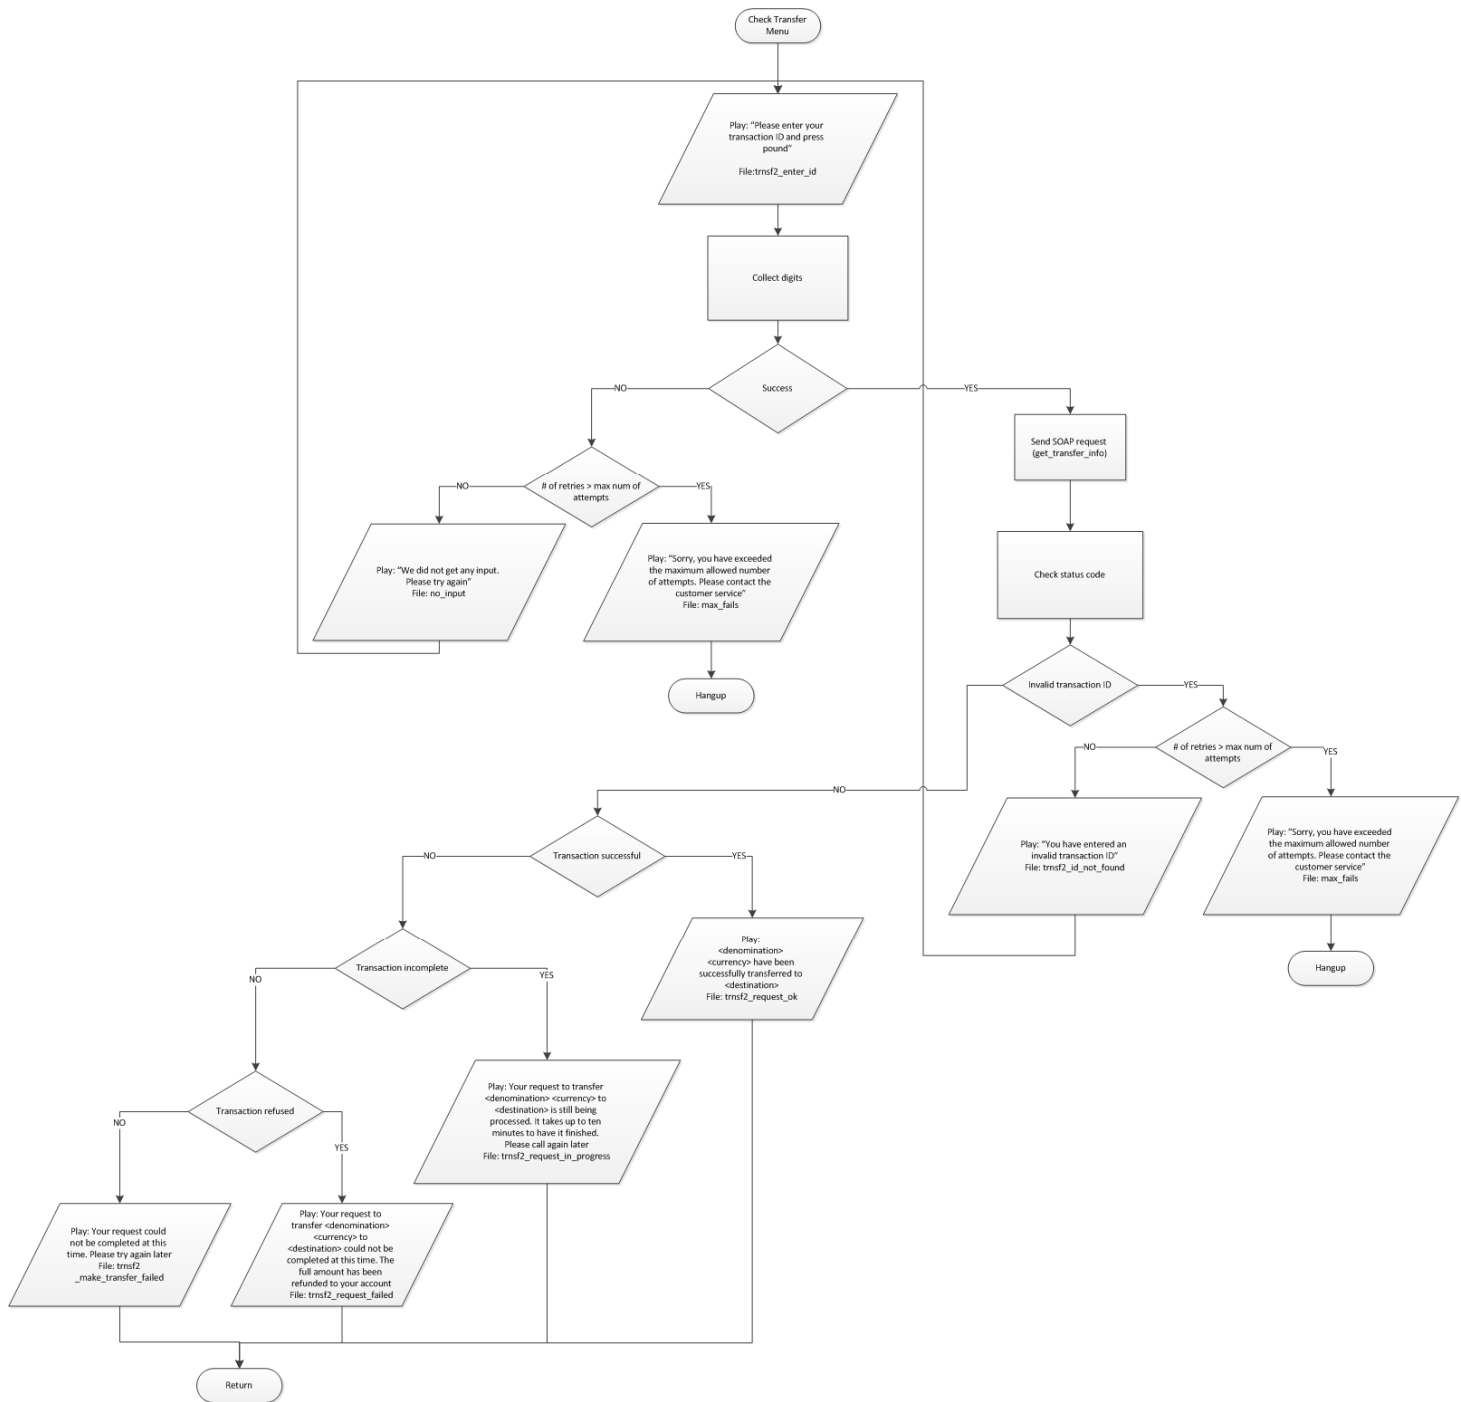 Check Transfer
Menu
Play: “Please enter your
transaction ID and press
pound”
File:trnsf2_enter_id
Collect digits
Success
NO
YES
Send SOAP request
(get_transfer_info)
# of retries > max num of
attempts
NO
YES
Play: “We did not get any input.
Please try again”
File: no_input
Play: “Sorry, you have exceeded
the maximum allowed number
of attempts. Please contact the
customer service”
File: max_fails
Hangup
Check status code
Invalid transaction ID
YES
NO
# of retries > max num of
attempts
NO
YES
Play: “You have entered an
invalid transaction ID”
File: trnsf2_id_not_found
Play: “Sorry, you have exceeded
the maximum allowed number
of attempts. Please contact the
customer service”
File: max_fails
Hangup
Transaction successful
NO
YES
Play:
<denomination>
<currency> have been
successfully transferred to
<destination>
File: trnsf2_request_ok
Transaction incomplete
NO
YES
Play: Your request to transfer
<denomination> <currency> to
<destination> is still being
processed. It takes up to ten
minutes to have it finished.
Please call again later
File: trnsf2_request_in_progress
Transaction refused
NO
YES
Play: Your request could
not be completed at this
time. Please try again later
File: trnsf2
_make_transfer_failed
Play: Your request to
transfer <denomination>
<currency> to
<destination> could not be
completed at this time. The
full amount has been
refunded to your account
File: trnsf2_request_failed
Return